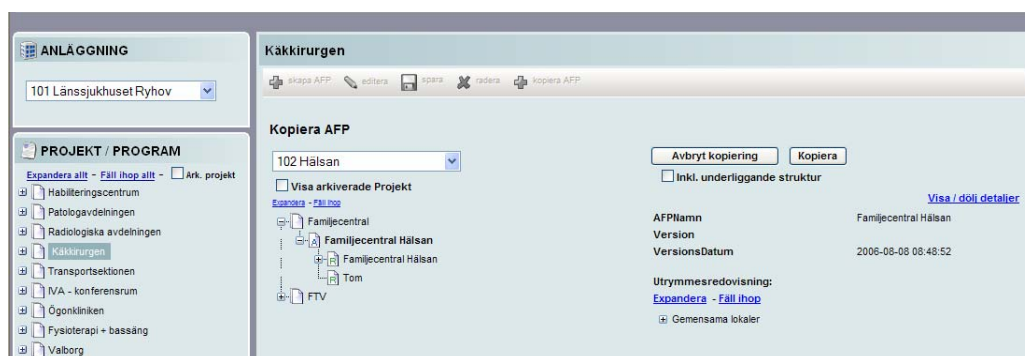 ANLÄGGNING
101 Länssjukhuset Ryhov
PROJEKT / PROGRAM
Expandera allt - Fäll ihop allt - Ark. projekt
Habiliteringscentrum
Patologavdelningen
Radiologiska avdelningen
Käkkirurgen
Transportsektionen
IVA - konferensrum
Ögonkliniken
Fysioterapi + bassäng
Valborg
Käkkirurgen
skapa AFP editera spara radera kopiera AFP
Kopiera AFP
102 Hälsan
Visa arkiverade Projekt
Expandera - Fäll ihop
Familjecentral
A Familjecentral Hälsan
R Familjecentral Hälsan
R Tom
FTV
Avbryt kopiering Kopiera
Inkl. underliggande struktur
Visa / dölj detaljer
AFPNamn Familjecentral Hälsan
Version
VersionsDatum 2006-08-08 08:48:52
Utrymmesredovisning:
Expandera - Fäll ihop
Gemensama lokaler